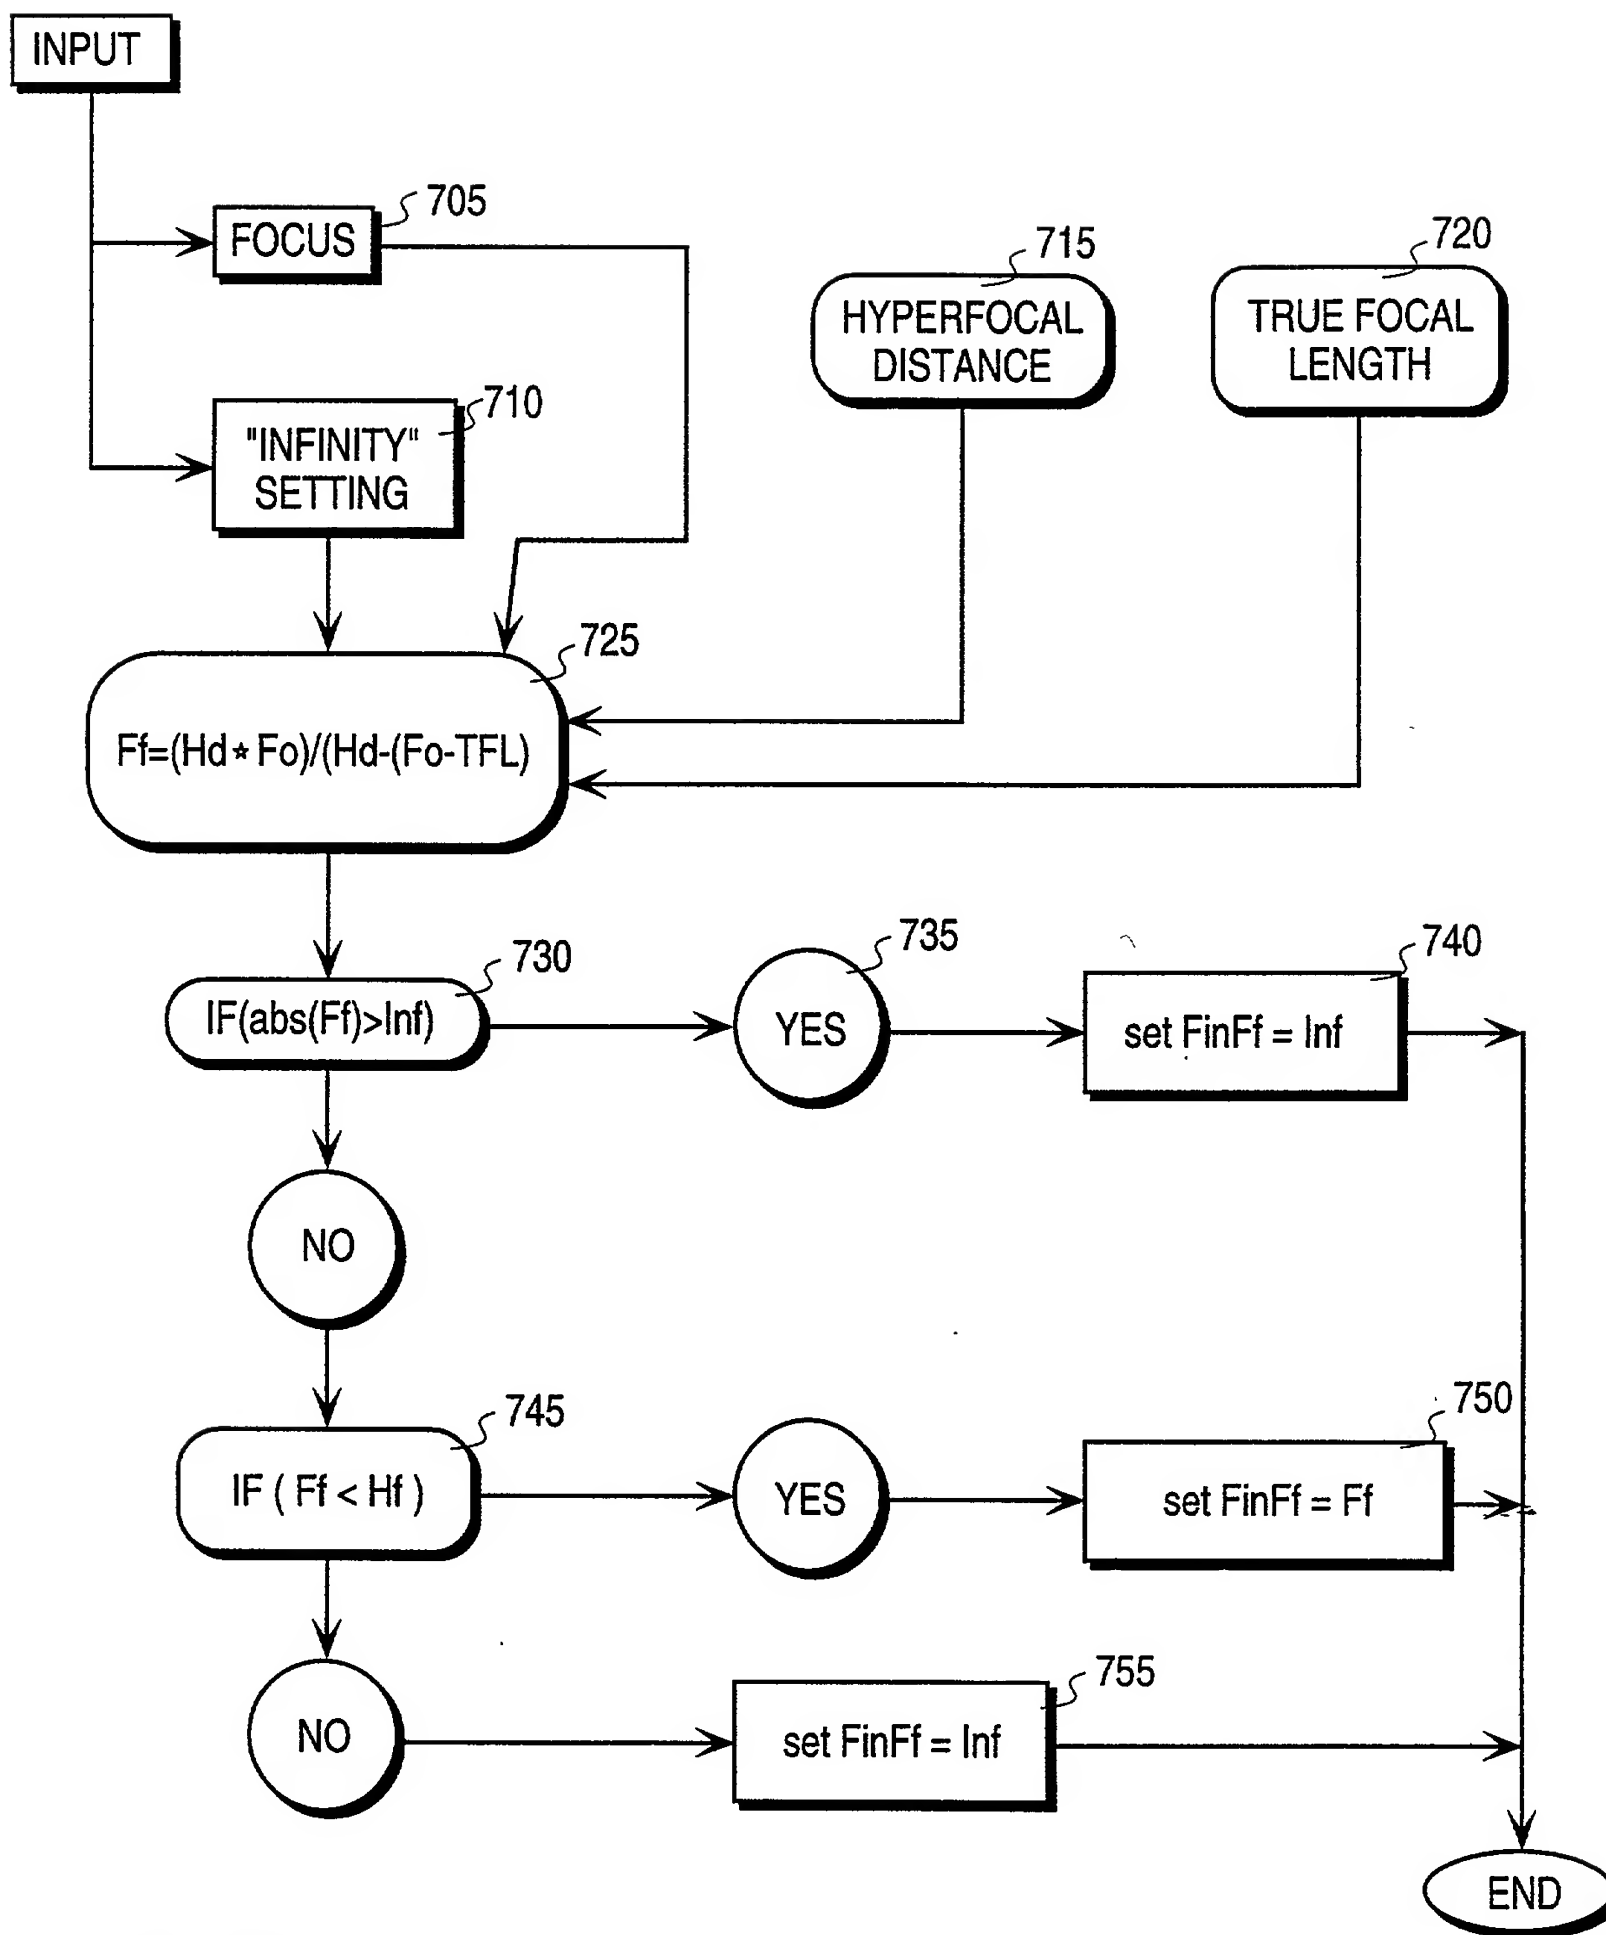 INPUT
705
FOCUS
715
720
HYPERFOCAL
DISTANCE
TRUE FOCAL
LENGTH
710
"INFINITY"
SETTING
725
Ff=(Hd*Fo)/(Hd-(Fo-TFL)
730
IF(abs(Ff)>Inf)
735
YES
740
set FinFf = Inf
NO
745
IF ( Ff < Hf )
YES
750
set FinFf = Ff
NO
755
set FinFf = Inf
END